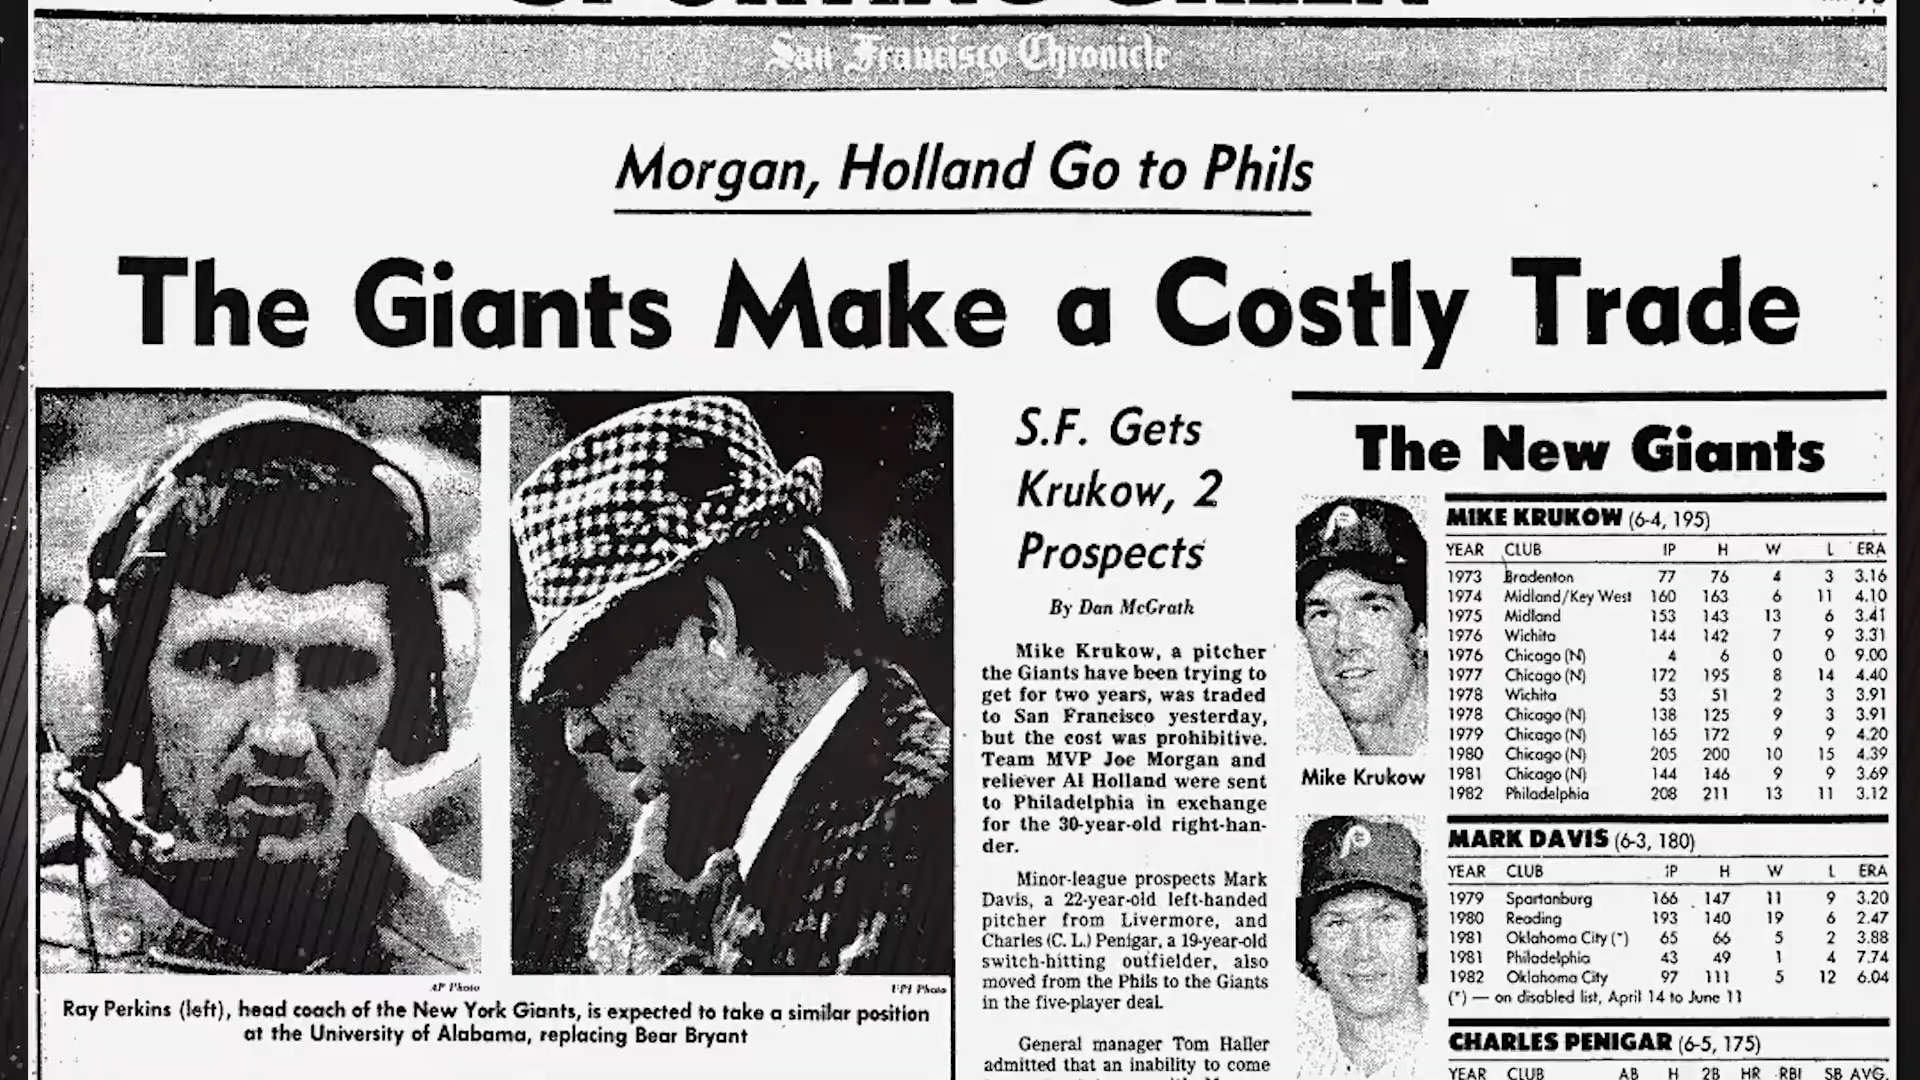 San Francisco Chronicle
Morgan, Holland Go to Phils
The Giants Make a Costly Trade
AP Photo
UPI Photo
Ray Perkins (left), head coach of the New York Giants, is expected to take a similar position
at the University of Alabama, replacing Bear Bryant
S.F. Gets
Krukow, 2
Prospects
By Dan McGrath
Mike Krukow, a pitcher
the Giants have been trying to
get for two years, was traded
to San Francisco yesterday,
but the cost was prohibitive.
Team MVP Joe Morgan and
reliever Al Holland were sent
to Philadelphia in exchange
for the 30-year-old right-han-
der.
Minor-league prospects Mark
Davis, a 22-year-old left-handed
pitcher from Livermore, and
Charles (C. L.) Penigar, a 19-year-old
switch-hitting outfielder, also
moved from the Phils to the Giants
in the five-player deal.
General manager Tom Haller
admitted that an inability to come
The New Giants
Mike Krukow
MIKE KRUKOW (6-4, 195)
YEAR CLUB IP H W L ERA
1973 Bradenton 77 76 4 3 3.16
1974 Midland/Key West 160 163 6 11 4.10
1975 Midland 153 143 13 6 3.41
1976 Wichita 144 142 7 9 3.31
1976 Chicago (N) 4 6 0 0 9.00
1977 Chicago (N) 172 195 8 14 4.40
1978 Wichita 53 51 2 3 3.91
1978 Chicago (N) 138 125 9 3 3.91
1979 Chicago (N) 165 172 9 9 4.20
1980 Chicago (N) 205 200 10 15 4.39
1981 Chicago (N) 144 146 9 9 3.69
1982 Philadelphia 208 211 13 11 3.12
MARK DAVIS (6-3, 180)
YEAR CLUB IP H W L ERA
1979 Spartanburg 166 147 11 9 3.20
1980 Reading 193 140 19 6 2.47
1981 Oklahoma City (*) 65 66 5 2 3.88
1981 Philadelphia 43 49 1 4 7.74
1982 Oklahoma City 97 111 5 12 6.04
(*) — on disabled list, April 14 to June 11
CHARLES PENIGAR (6-5, 175)
YEAR CLUB AB H 2B HR RBI SB AVG.